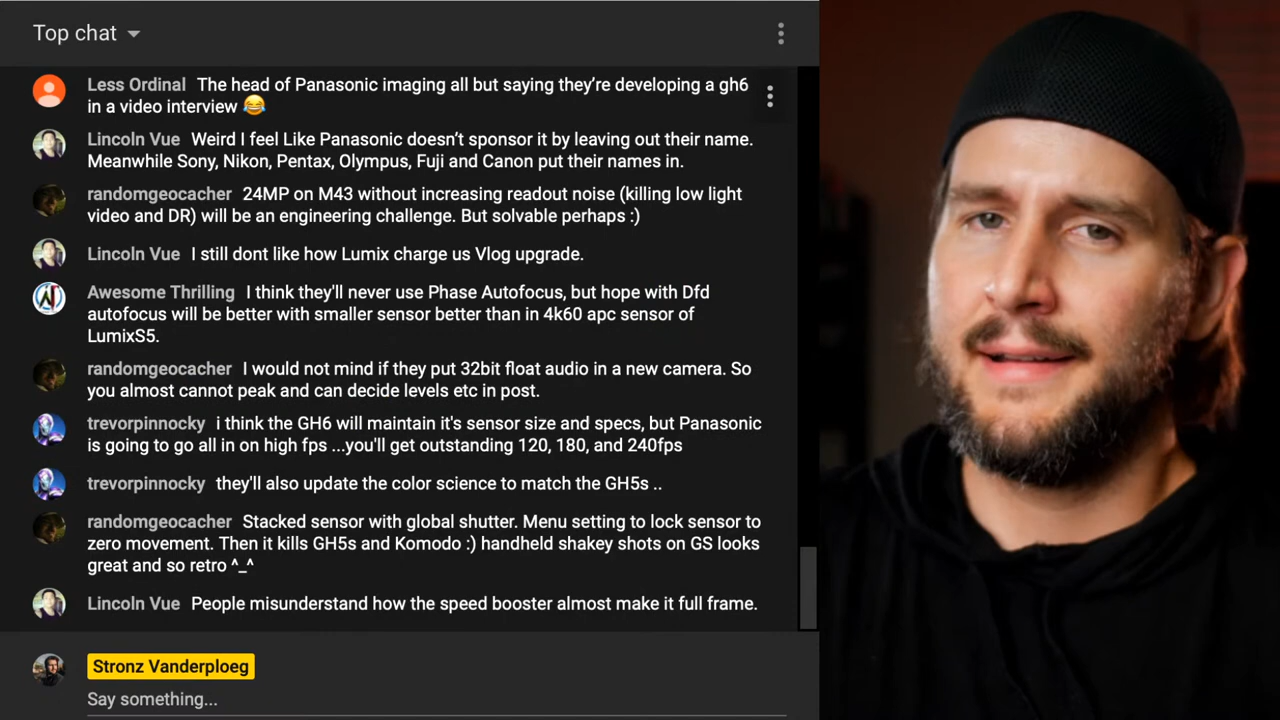 Top chat
Less Ordinal The head of Panasonic imaging all but saying they’re developing a gh6
in a video interview 😂
Lincoln Vue Weird I feel Like Panasonic doesn’t sponsor it by leaving out their name.
Meanwhile Sony, Nikon, Pentax, Olympus, Fuji and Canon put their names in.
randomgeocacher 24MP on M43 without increasing readout noise (killing low light
video and DR) will be an engineering challenge. But solvable perhaps :)
Lincoln Vue I still dont like how Lumix charge us Vlog upgrade.
Awesome Thrilling I think they'll never use Phase Autofocus, but hope with Dfd
autofocus will be better with smaller sensor better than in 4k60 apc sensor of
LumixS5.
randomgeocacher I would not mind if they put 32bit float audio in a new camera. So
you almost cannot peak and can decide levels etc in post.
trevorpinnocky i think the GH6 will maintain it's sensor size and specs, but Panasonic
is going to go all in on high fps ...you'll get outstanding 120, 180, and 240fps
trevorpinnocky they'll also update the color science to match the GH5s ..
randomgeocacher Stacked sensor with global shutter. Menu setting to lock sensor to
zero movement. Then it kills GH5s and Komodo :) handheld shakey shots on GS looks
great and so retro ^_^
Lincoln Vue People misunderstand how the speed booster almost make it full frame.
Stronz Vanderploeg
Say something...